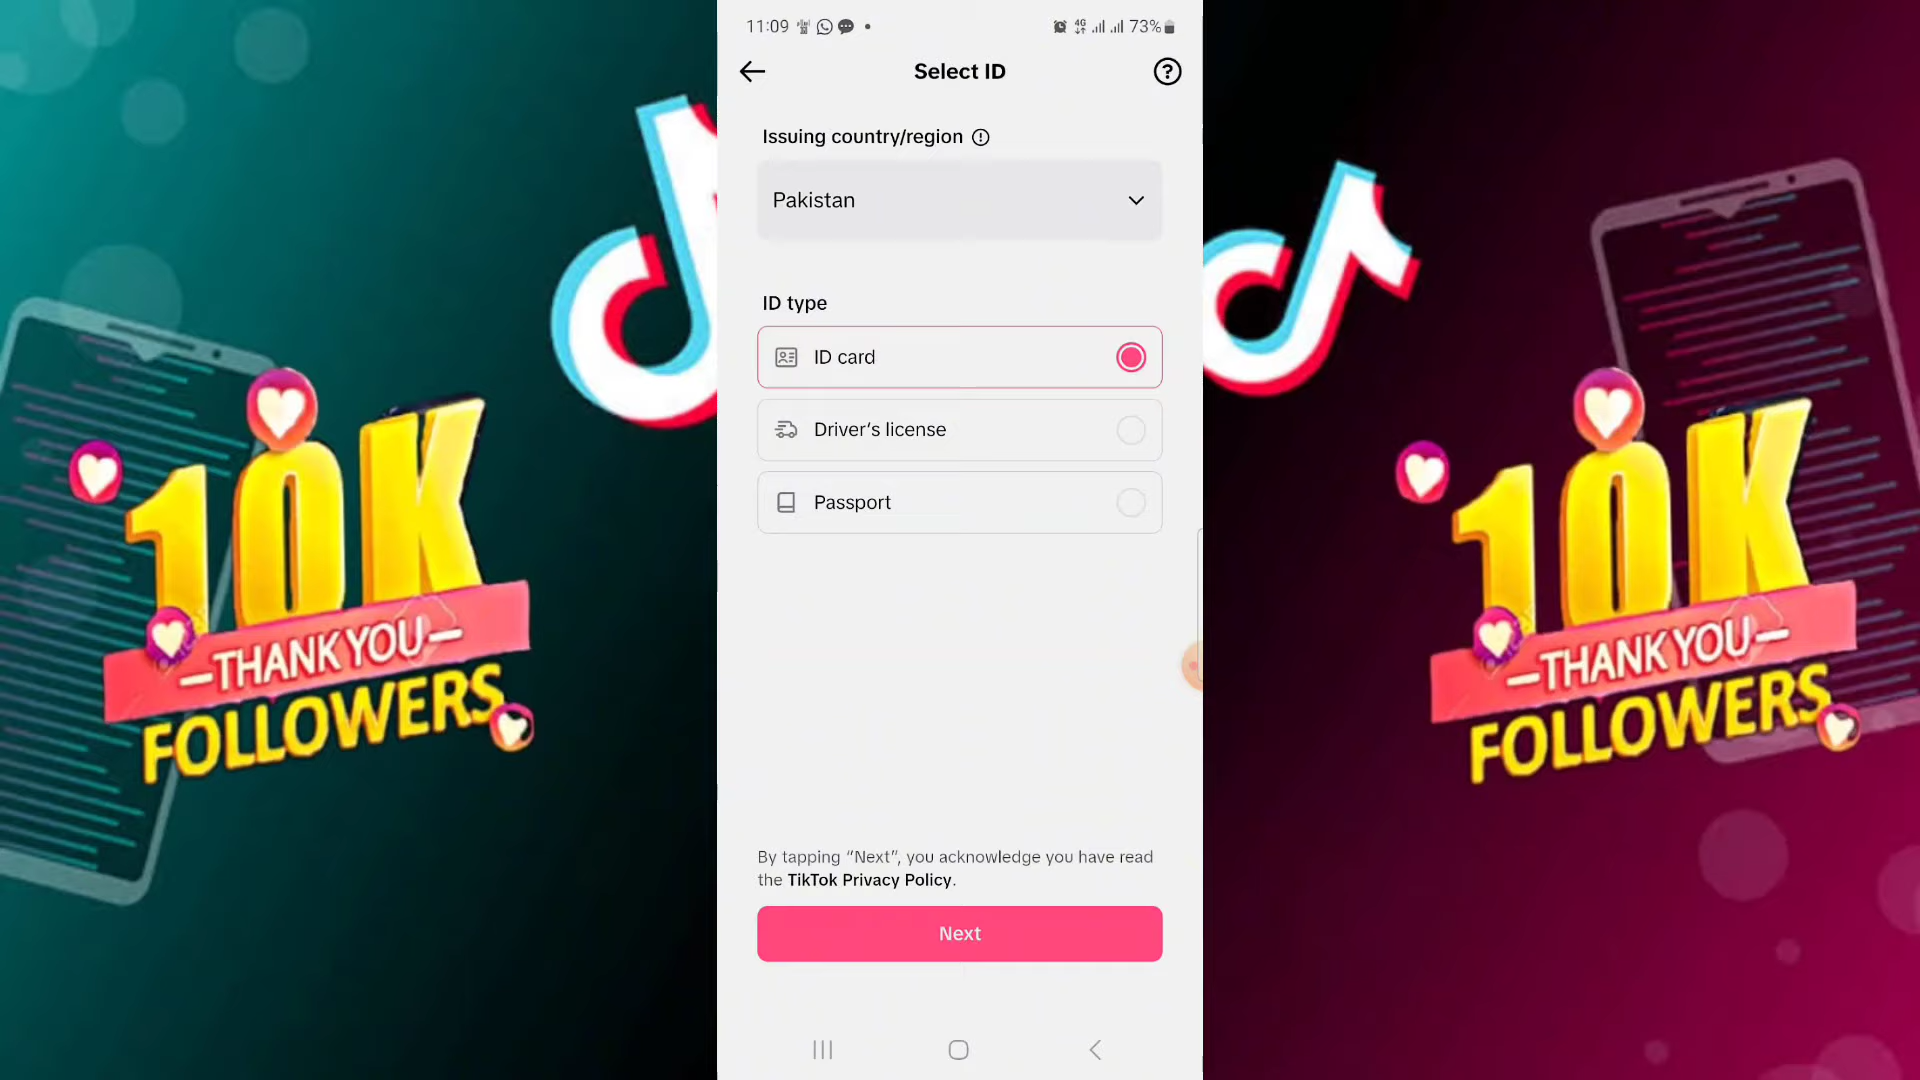 11:09
4G
73%
Select ID
Issuing country/region
Pakistan
ID type
ID card
Driver's license
Passport
By tapping “Next”, you acknowledge you have read
the TikTok Privacy Policy.
Next
10K
—THANK YOU—
FOLLOWERS
10K
—THANK YOU—
FOLLOWERS